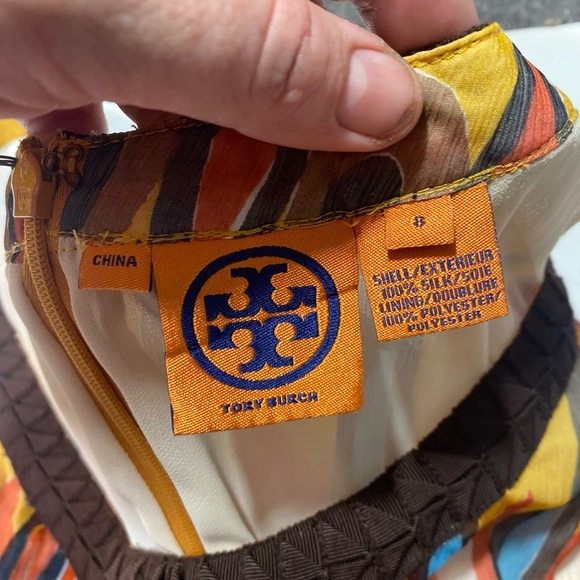 CHINA
TORY BURCH
8
SHELL/EXTERIEUR
100% SILK/SOIE
LINING/DOUBLURE
100% POLYESTER/
POLYESTER